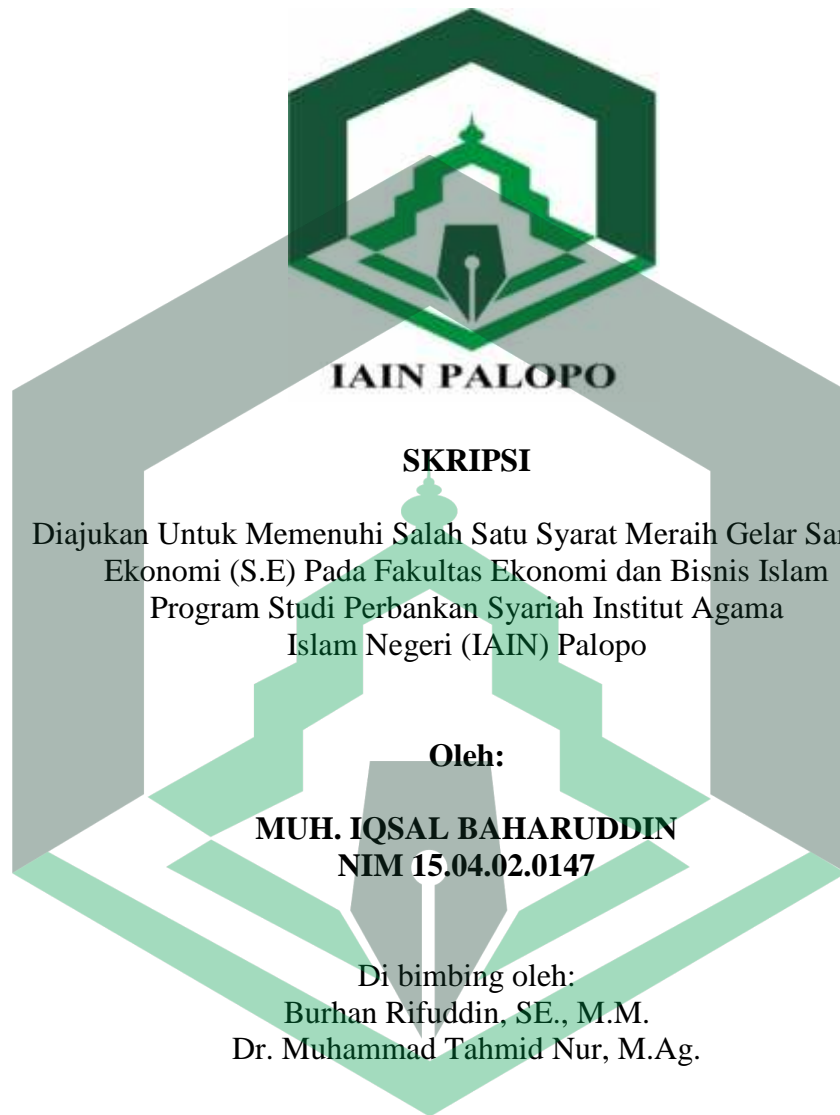 IAIN PALOPO
SKRIPSI
Diajukan Untuk Memenuhi Salah Satu Syarat Meraih Gelar
Ekonomi (S.E) Pada Fakultas Ekonomi dan Bisnis Islam
Program Studi Perbankan Syariah Institut Agama
Islam Negeri (IAIN) Palopo
Oleh:
MUH. IQSAL BAHARUDDIN
NIM 15.04.02.0147
Di bimbing oleh:
Burhan Rifuddin, SE., M.M.
Dr. Muhammad Tahmid Nur, M.Ag.